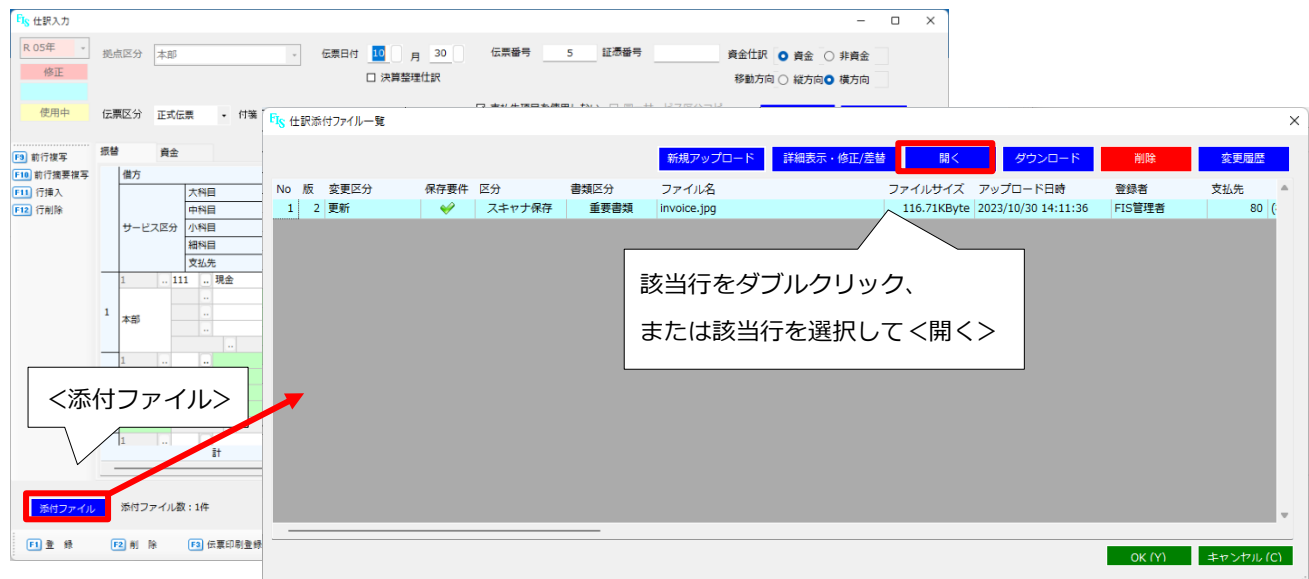 FIS 仕訳入力
R 05年 拠点区分 本部 伝票日付 10 月 30 伝票番号 5 証憑番号 資金仕訳 資金 非資金
修正 決算整理仕訳 移動方向 縦方向 横方向
使用中 伝票区分 正式伝票 付箋
FIS 仕訳添付ファイル一覧
新規アップロード 詳細表示・修正/差替 開く ダウンロード 削除 変更履歴
No 版 変更区分 保存要件 区分 書類区分 ファイル名 ファイルサイズ アップロード日時 登録者 支払先
1 2 更新 スキャナ保存 重要書類 invoice.jpg 116.71KByte 2023/10/30 14:11:36 FIS管理者 80 (
該当行をダブルクリック、
または該当行を選択して<開く>
F9 前行複写
F10 前行摘要複写
F11 行挿入
F12 行削除
振替 資金
借方
サービス区分
大科目
中科目
小科目
細科目
支払先
1 .. 111 .. 現金
1 本部
1
<添付ファイル>
1
計
添付ファイル 添付ファイル数:1件
F1 登 録 F2 削 除 F3 伝票印刷登録
OK (Y) キャンセル (C)